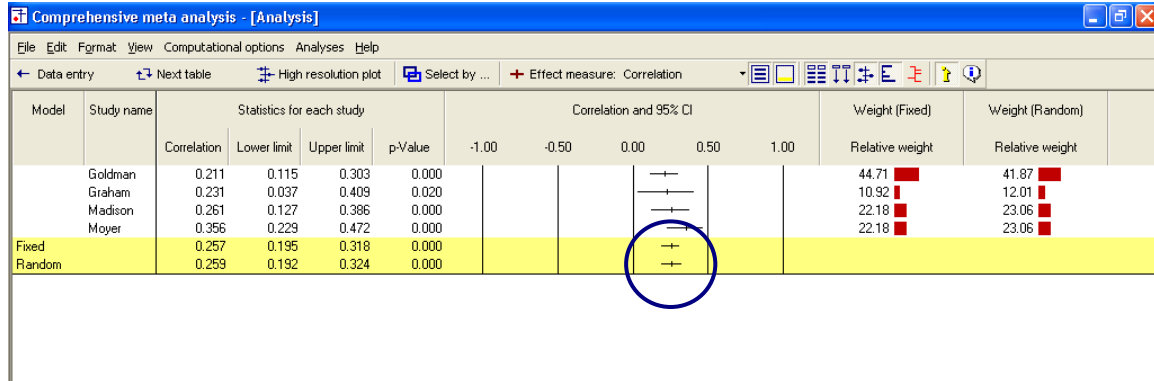 Comprehensive meta analysis - [Analysis]
File Edit Format View Computational options Analyses Help
Data entry Next table High resolution plot Select by ... Effect measure: Correlation
Model Study name Statistics for each study Correlation and 95% CI Weight (Fixed) Weight (Random)
Correlation Lower limit Upper limit p-Value -1.00 -0.50 0.00 0.50 1.00 Relative weight Relative weight
Goldman 0.211 0.115 0.303 0.000 44.71 41.87
Graham 0.231 0.037 0.409 0.020 10.92 12.01
Madison 0.261 0.127 0.386 0.000 22.18 23.06
Moyer 0.356 0.229 0.472 0.000 22.18 23.06
Fixed 0.257 0.195 0.318 0.000
Random 0.259 0.192 0.324 0.000